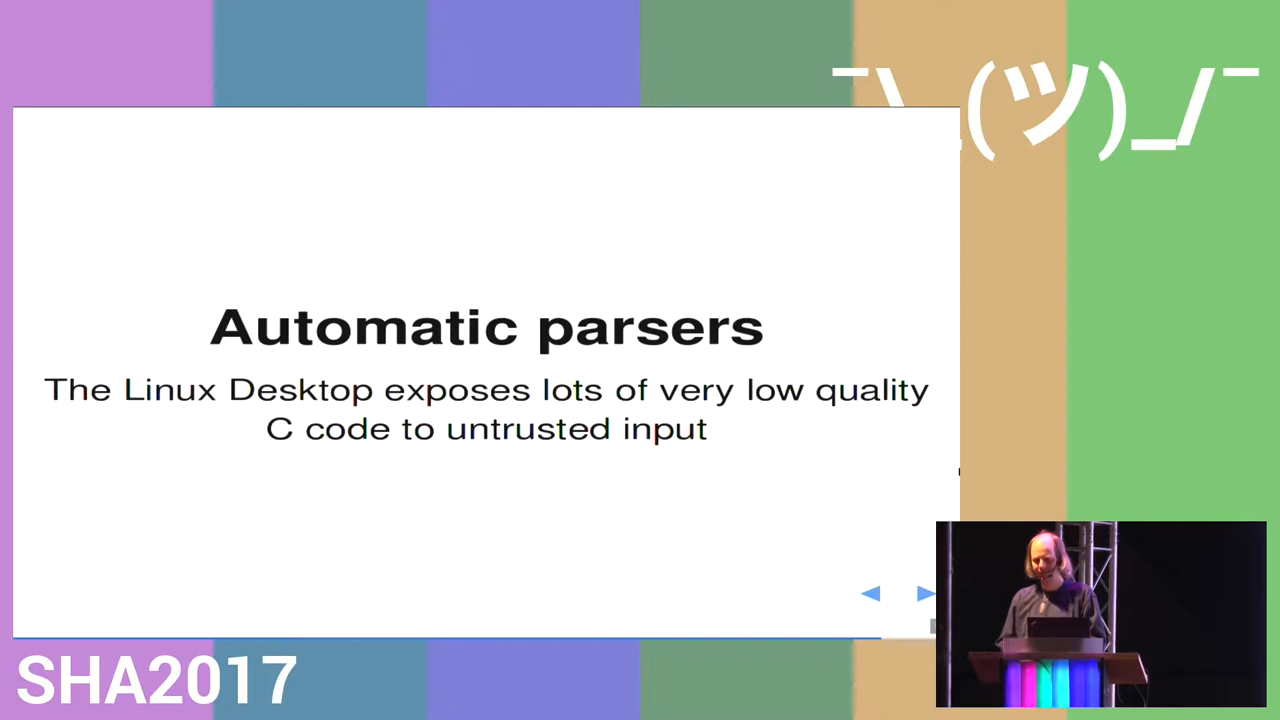 ¯\_(ツ)_/¯
Automatic parsers
The Linux Desktop exposes lots of very low quality
C code to untrusted input
SHA2017